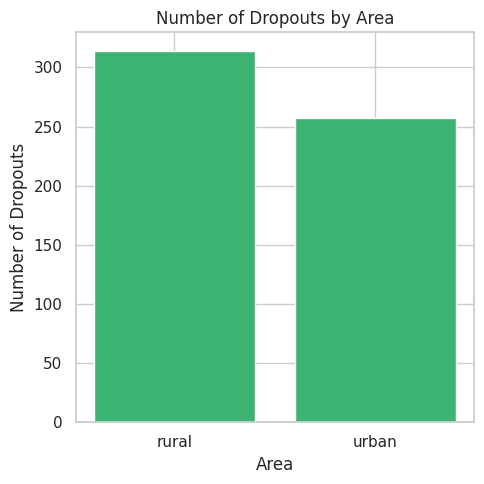 Number of Dropouts by Area
Number of Dropouts
300
250
200
150
100
50
0
rural
urban
Area